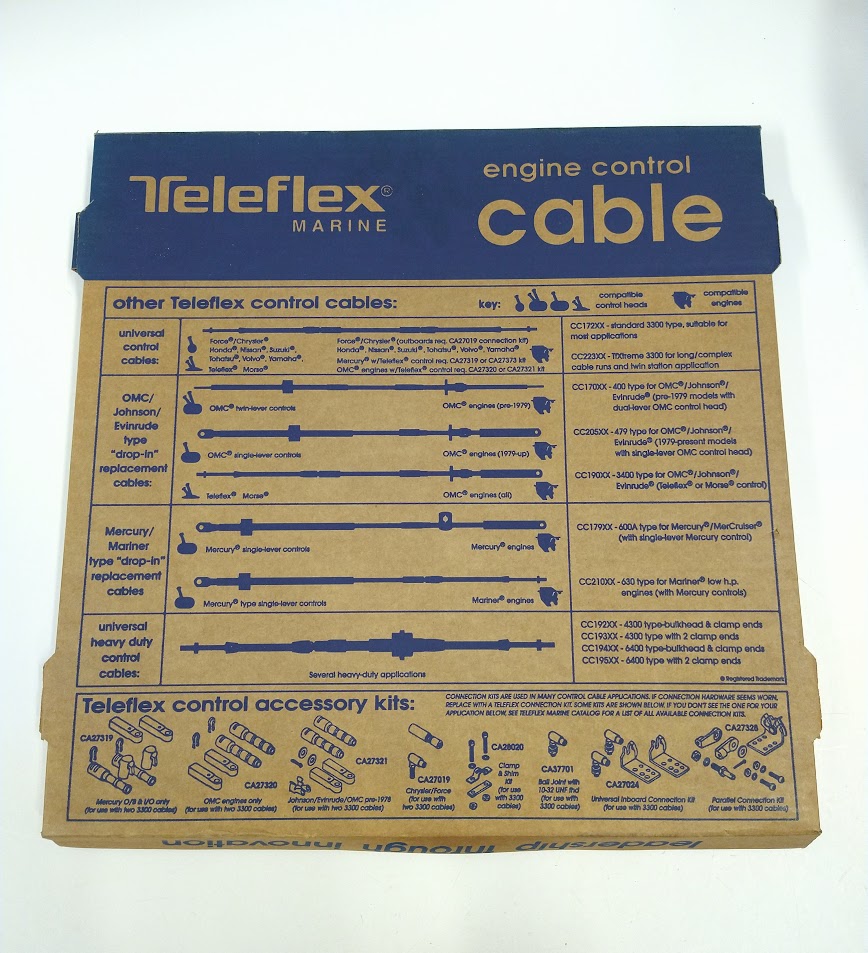 Teleflex®
MARINE
engine control
cable
other Teleflex control cables:
key:
compatible
control heads
compatible
engines
universal
control
cables:
Force®/Chrysler®
Honda®, Nissan®, Suzuki®,
Tohatsu®, Volvo®, Yamaha®
Teleflex® Morse®
Force®/Chrysler® (outboards req. CA27019 connection kit)
Honda®, Nissan®, Suzuki®, Tohatsu®, Volvo®, Yamaha®
Mercury® w/Teleflex® control req. CA27319 or CA27373 kit
OMC® engines w/Teleflex® control req. CA27320 or CA27321 kit
CC172XX - standard 3300 type, suitable for
most applications
CC223XX - TFXtreme 3300 for long/complex
cable runs and twin station application
OMC/
Johnson/
Evinrude
type
"drop-in"
replacement
cables:
OMC® twin-lever controls
OMC® engines (pre-1979)
CC170XX - 400 type for OMC®/Johnson®/
Evinrude® (pre-1979 models with
dual-lever OMC control head)
OMC® single-lever controls
OMC® engines (1979-up)
CC205XX - 479 type for OMC®/Johnson®/
Evinrude® (1979-present models
with single-lever OMC control head)
Teleflex® Morse®
OMC® engines (all)
CC190XX - 3400 type for OMC®/Johnson®/
Evinrude® (Teleflex® or Morse® control)
Mercury/
Mariner
type "drop-in"
replacement
cables
Mercury® single-lever controls
Mercury® engines
CC179XX - 600A type for Mercury®/MerCruiser®
(with single-lever Mercury control)
Mercury® type single-lever controls
Mariner® engines
CC210XX - 630 type for Mariner® low h.p.
engines (with Mercury controls)
universal
heavy duty
control
cables:
Several heavy-duty applications
CC192XX - 4300 type-bulkhead & clamp ends
CC193XX - 4300 type with 2 clamp ends
CC194XX - 6400 type-bulkhead & clamp ends
CC195XX - 6400 type with 2 clamp ends
® Registered Trademark
Teleflex control accessory kits:
CONNECTION KITS ARE USED IN MANY CONTROL CABLE APPLICATIONS. IF CONNECTION HARDWARE SEEMS WORN,
REPLACE WITH A TELEFLEX CONNECTION KIT. SOME KITS ARE SHOWN BELOW. IF YOU DON'T SEE THE ONE FOR YOUR
APPLICATION BELOW, SEE TELEFLEX MARINE CATALOG FOR A LIST OF ALL AVAILABLE CONNECTION KITS.
CA27319
Mercury O/B & I/O only
(for use with two 3300 cables)
CA27320
OMC engines only
(for use with two 3300 cables)
CA27321
Johnson/Evinrude/OMC pre-1978
(for use with two 3300 cables)
CA27019
Chrysler/Force
(for use with
two 3300 cables)
CA28020
Clamp
& Shim
Kit
(for use
with
3300
cables)
CA37701
Ball Joint with
10-32 UNF thd
(for use with
3300 cables)
CA27024
Universal Inboard Connection Kit
(for use with 3300 cables)
CA27328
Parallel Connection Kit
(for use with two 3300 cables)
leadership through innovation